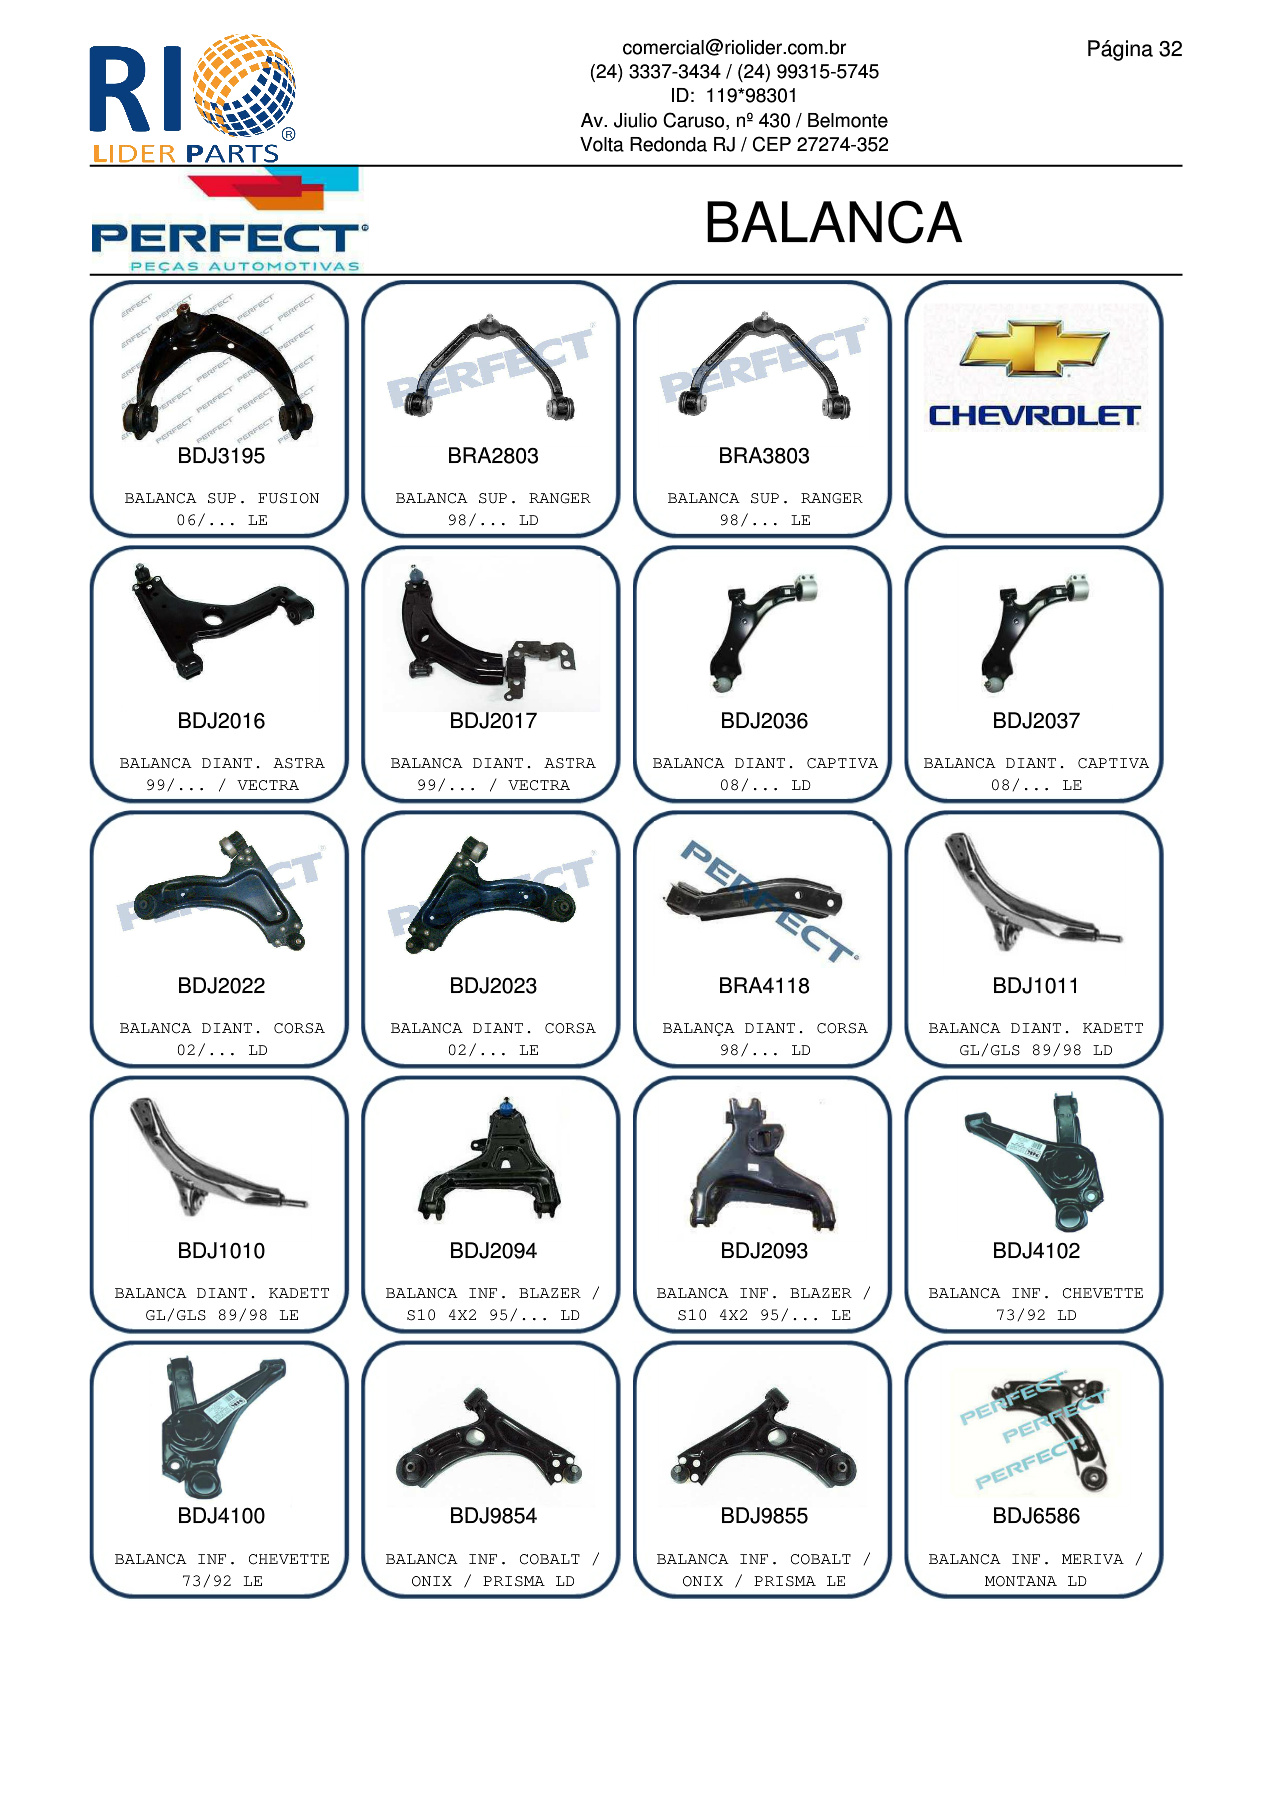 RIO
LIDER PARTS
®
comercial@riolider.com.br
(24) 3337-3434 / (24) 99315-5745
ID: 119*98301
Av. Jiulio Caruso, nº 430 / Belmonte
Volta Redonda RJ / CEP 27274-352
Página 32
PERFECT®
PEÇAS AUTOMOTIVAS
BALANCA
BDJ3195
BALANCA SUP. FUSION
06/... LE
PERFECT
BRA2803
BALANCA SUP. RANGER
98/... LD
PERFECT
BRA3803
BALANCA SUP. RANGER
98/... LE
CHEVROLET
BDJ2016
BALANCA DIANT. ASTRA
99/... / VECTRA
BDJ2017
BALANCA DIANT. ASTRA
99/... / VECTRA
BDJ2036
BALANCA DIANT. CAPTIVA
08/... LD
BDJ2037
BALANCA DIANT. CAPTIVA
08/... LE
BDJ2022
BALANCA DIANT. CORSA
02/... LD
BDJ2023
BALANCA DIANT. CORSA
02/... LE
PERFECT
BRA4118
BALANÇA DIANT. CORSA
98/... LD
BDJ1011
BALANCA DIANT. KADETT
GL/GLS 89/98 LD
BDJ1010
BALANCA DIANT. KADETT
GL/GLS 89/98 LE
BDJ2094
BALANCA INF. BLAZER /
S10 4X2 95/... LD
BDJ2093
BALANCA INF. BLAZER /
S10 4X2 95/... LE
BDJ4102
BALANCA INF. CHEVETTE
73/92 LD
BDJ4100
BALANCA INF. CHEVETTE
73/92 LE
BDJ9854
BALANCA INF. COBALT /
ONIX / PRISMA LD
BDJ9855
BALANCA INF. COBALT /
ONIX / PRISMA LE
PERFECT
PERFECT
PERFECT
BDJ6586
BALANCA INF. MERIVA /
MONTANA LD